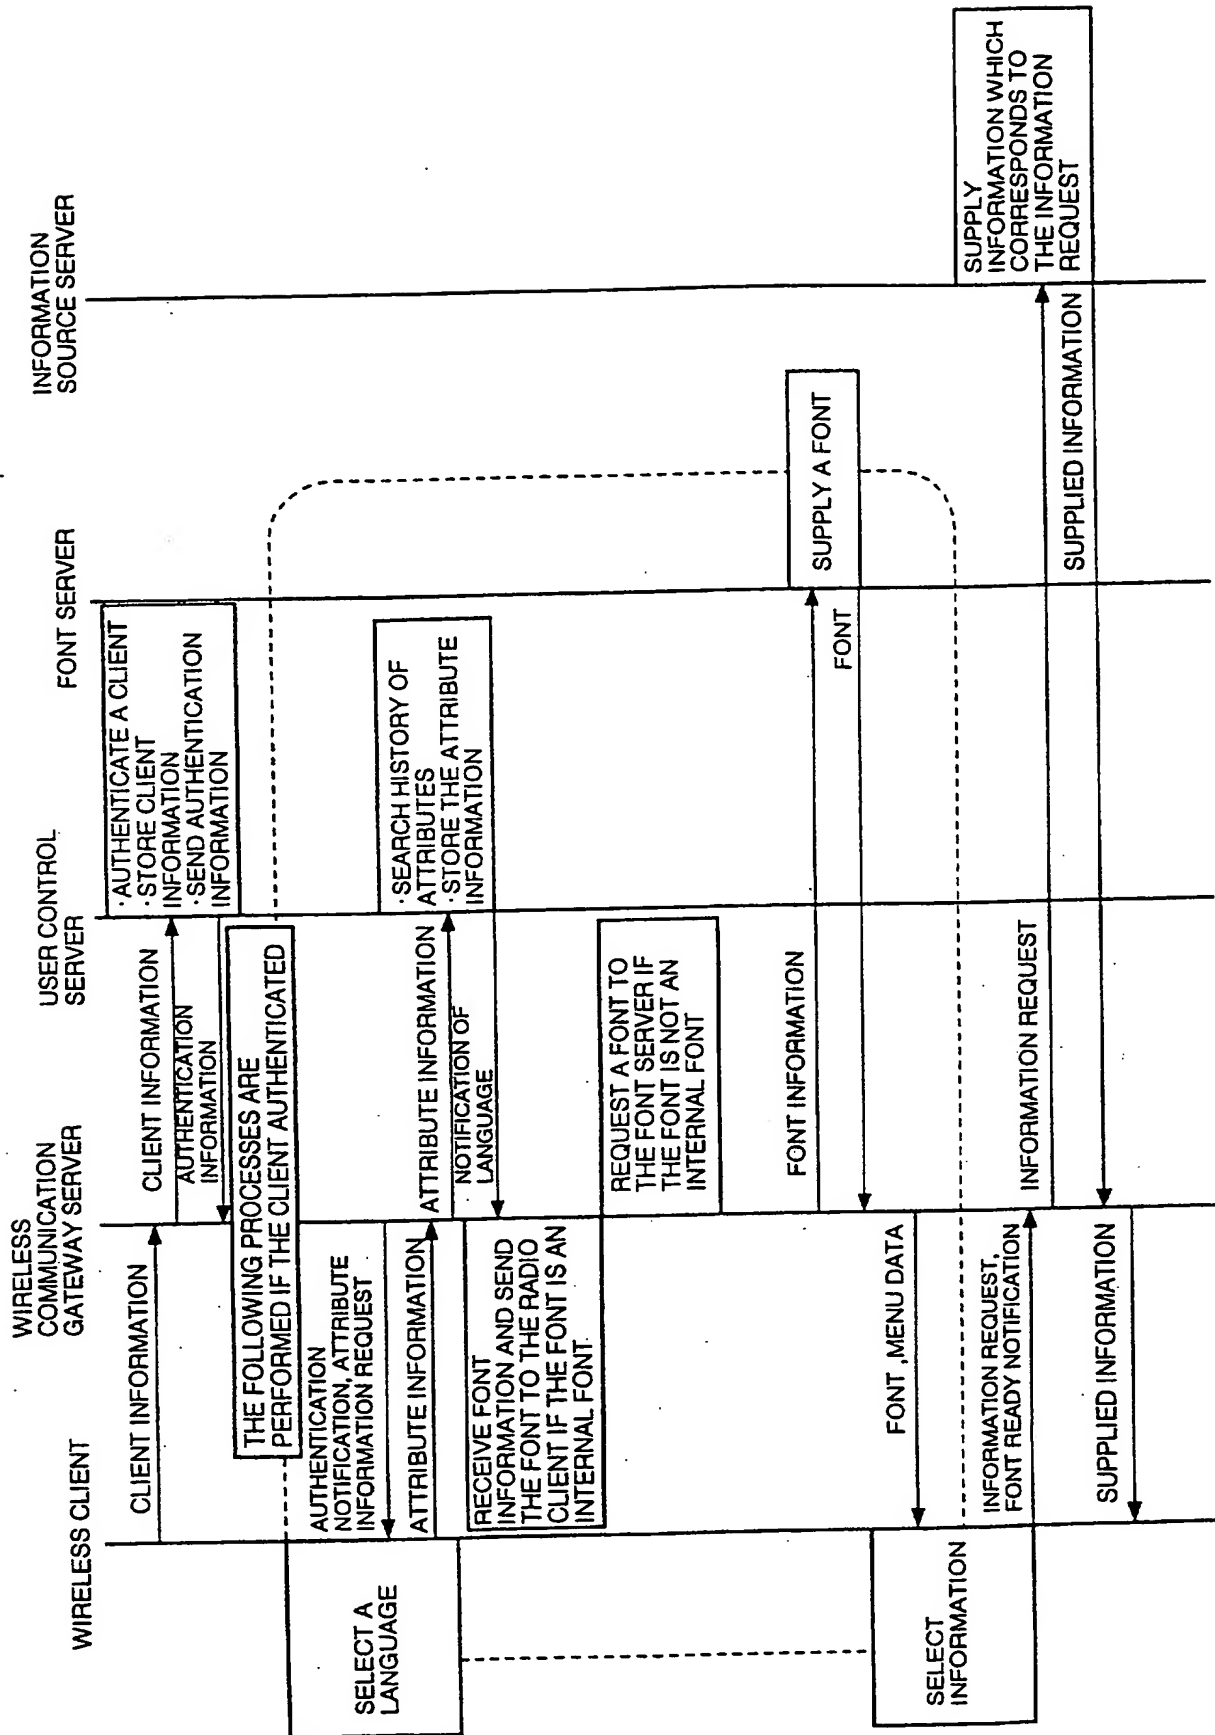 WIRELESS CLIENT
WIRELESS
COMMUNICATION
GATEWAY SERVER
USER CONTROL
SERVER
FONT SERVER
INFORMATION
SOURCE SERVER
CLIENT INFORMATION
CLIENT INFORMATION
·AUTHENTICATE A CLIENT
·STORE CLIENT
INFORMATION
·SEND AUTHENTICATION
INFORMATION
AUTHENTICATION
INFORMATION
THE FOLLOWING PROCESSES ARE
PERFORMED IF THE CLIENT AUTHENTICATED
AUTHENTICATION
NOTIFICATION, ATTRIBUTE
INFORMATION REQUEST
SELECT A
LANGUAGE
ATTRIBUTE INFORMATION
ATTRIBUTE INFORMATION
·SEARCH HISTORY OF
ATTRIBUTES
·STORE THE ATTRIBUTE
INFORMATION
NOTIFICATION OF
LANGUAGE
RECEIVE FONT
INFORMATION AND SEND
THE FONT TO THE RADIO
CLIENT IF THE FONT IS AN
INTERNAL FONT
REQUEST A FONT TO
THE FONT SERVER IF
THE FONT IS NOT AN
INTERNAL FONT
FONT INFORMATION
SUPPLY A FONT
FONT
FONT ,MENU DATA
SELECT
INFORMATION
INFORMATION REQUEST,
FONT READY NOTIFICATION
INFORMATION REQUEST
SUPPLY
INFORMATION WHICH
CORRESPONDS TO
THE INFORMATION
REQUEST
SUPPLIED INFORMATION
SUPPLIED INFORMATION